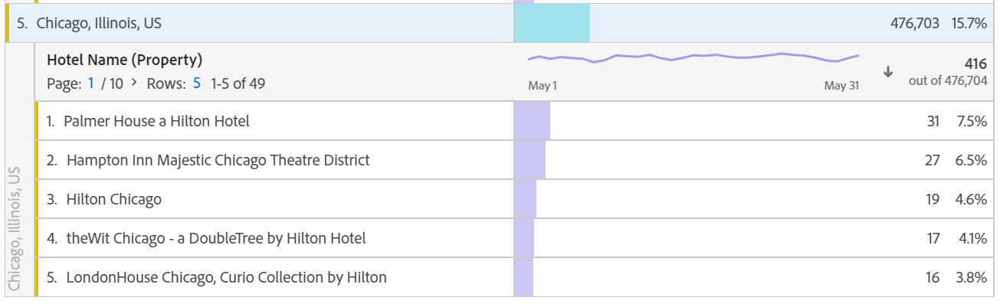 5. Chicago, Illinois, US 476,703 15.7%
Hotel Name (Property) 416
Page: 1 / 10 > Rows: 5 1-5 of 49 May 1 May 31 out of 476,704
1. Palmer House a Hilton Hotel 31 7.5%
2. Hampton Inn Majestic Chicago Theatre District 27 6.5%
3. Hilton Chicago 19 4.6%
4. theWit Chicago - a DoubleTree by Hilton Hotel 17 4.1%
5. LondonHouse Chicago, Curio Collection by Hilton 16 3.8%
Chicago, Illinois, US